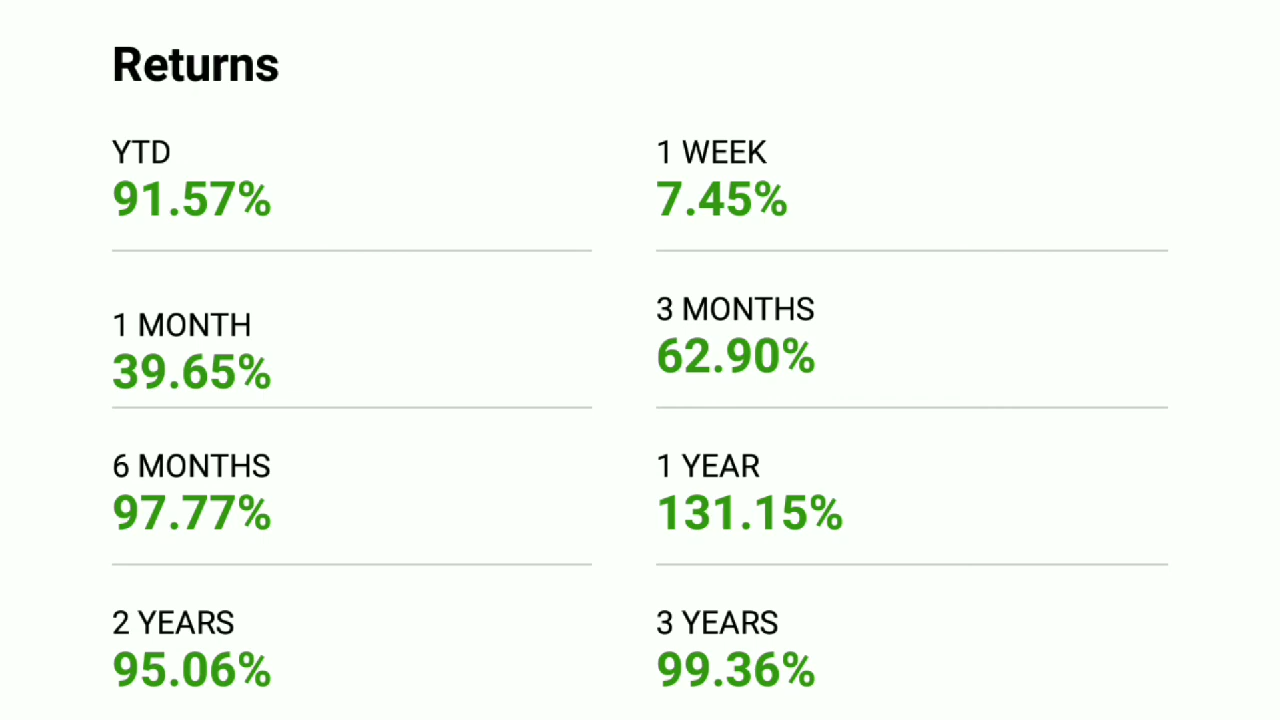 Returns
YTD
91.57%
1 WEEK
7.45%
1 MONTH
39.65%
3 MONTHS
62.90%
6 MONTHS
97.77%
1 YEAR
131.15%
2 YEARS
95.06%
3 YEARS
99.36%